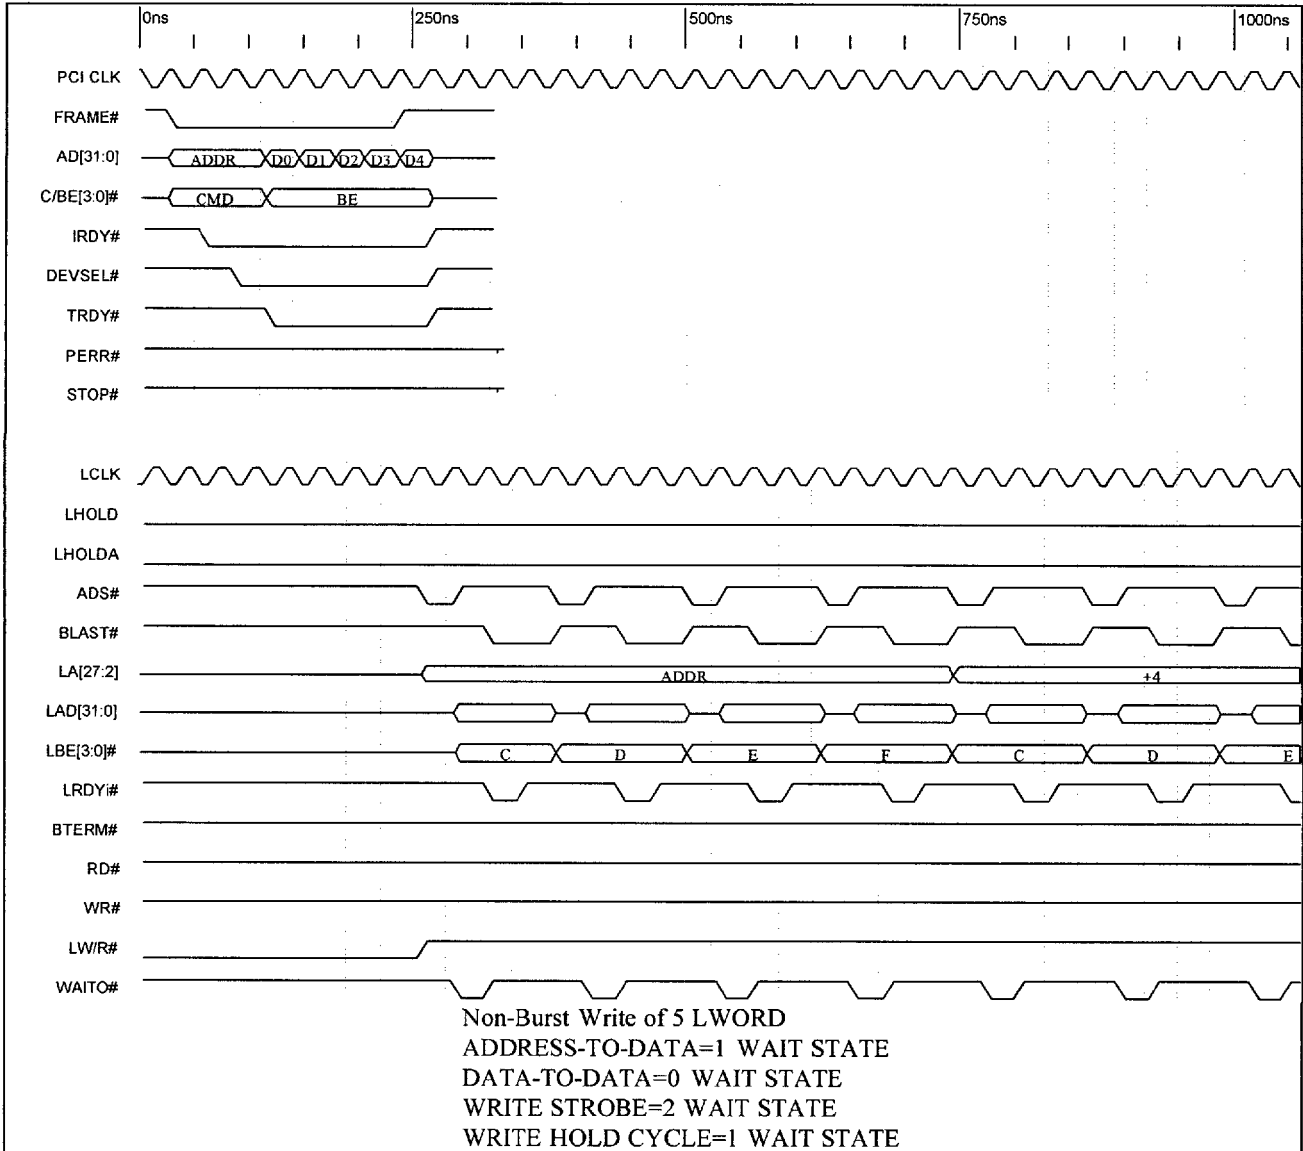 0ns 250ns 500ns 750ns 1000ns
PCI CLK
FRAME#
AD[31:0] ADDR D0 D1 D2 D3 D4
C/BE[3:0]# CMD BE
IRDY#
DEVSEL#
TRDY#
PERR#
STOP#
LCLK
LHOLD
LHOLDA
ADS#
BLAST#
LA[27:2] ADDR +4
LAD[31:0]
LBE[3:0]# C D E F C D E
LRDYi#
BTERM#
RD#
WR#
LW/R#
WAITO#
Non-Burst Write of 5 LWORD
ADDRESS-TO-DATA=1 WAIT STATE
DATA-TO-DATA=0 WAIT STATE
WRITE STROBE=2 WAIT STATE
WRITE HOLD CYCLE=1 WAIT STATE